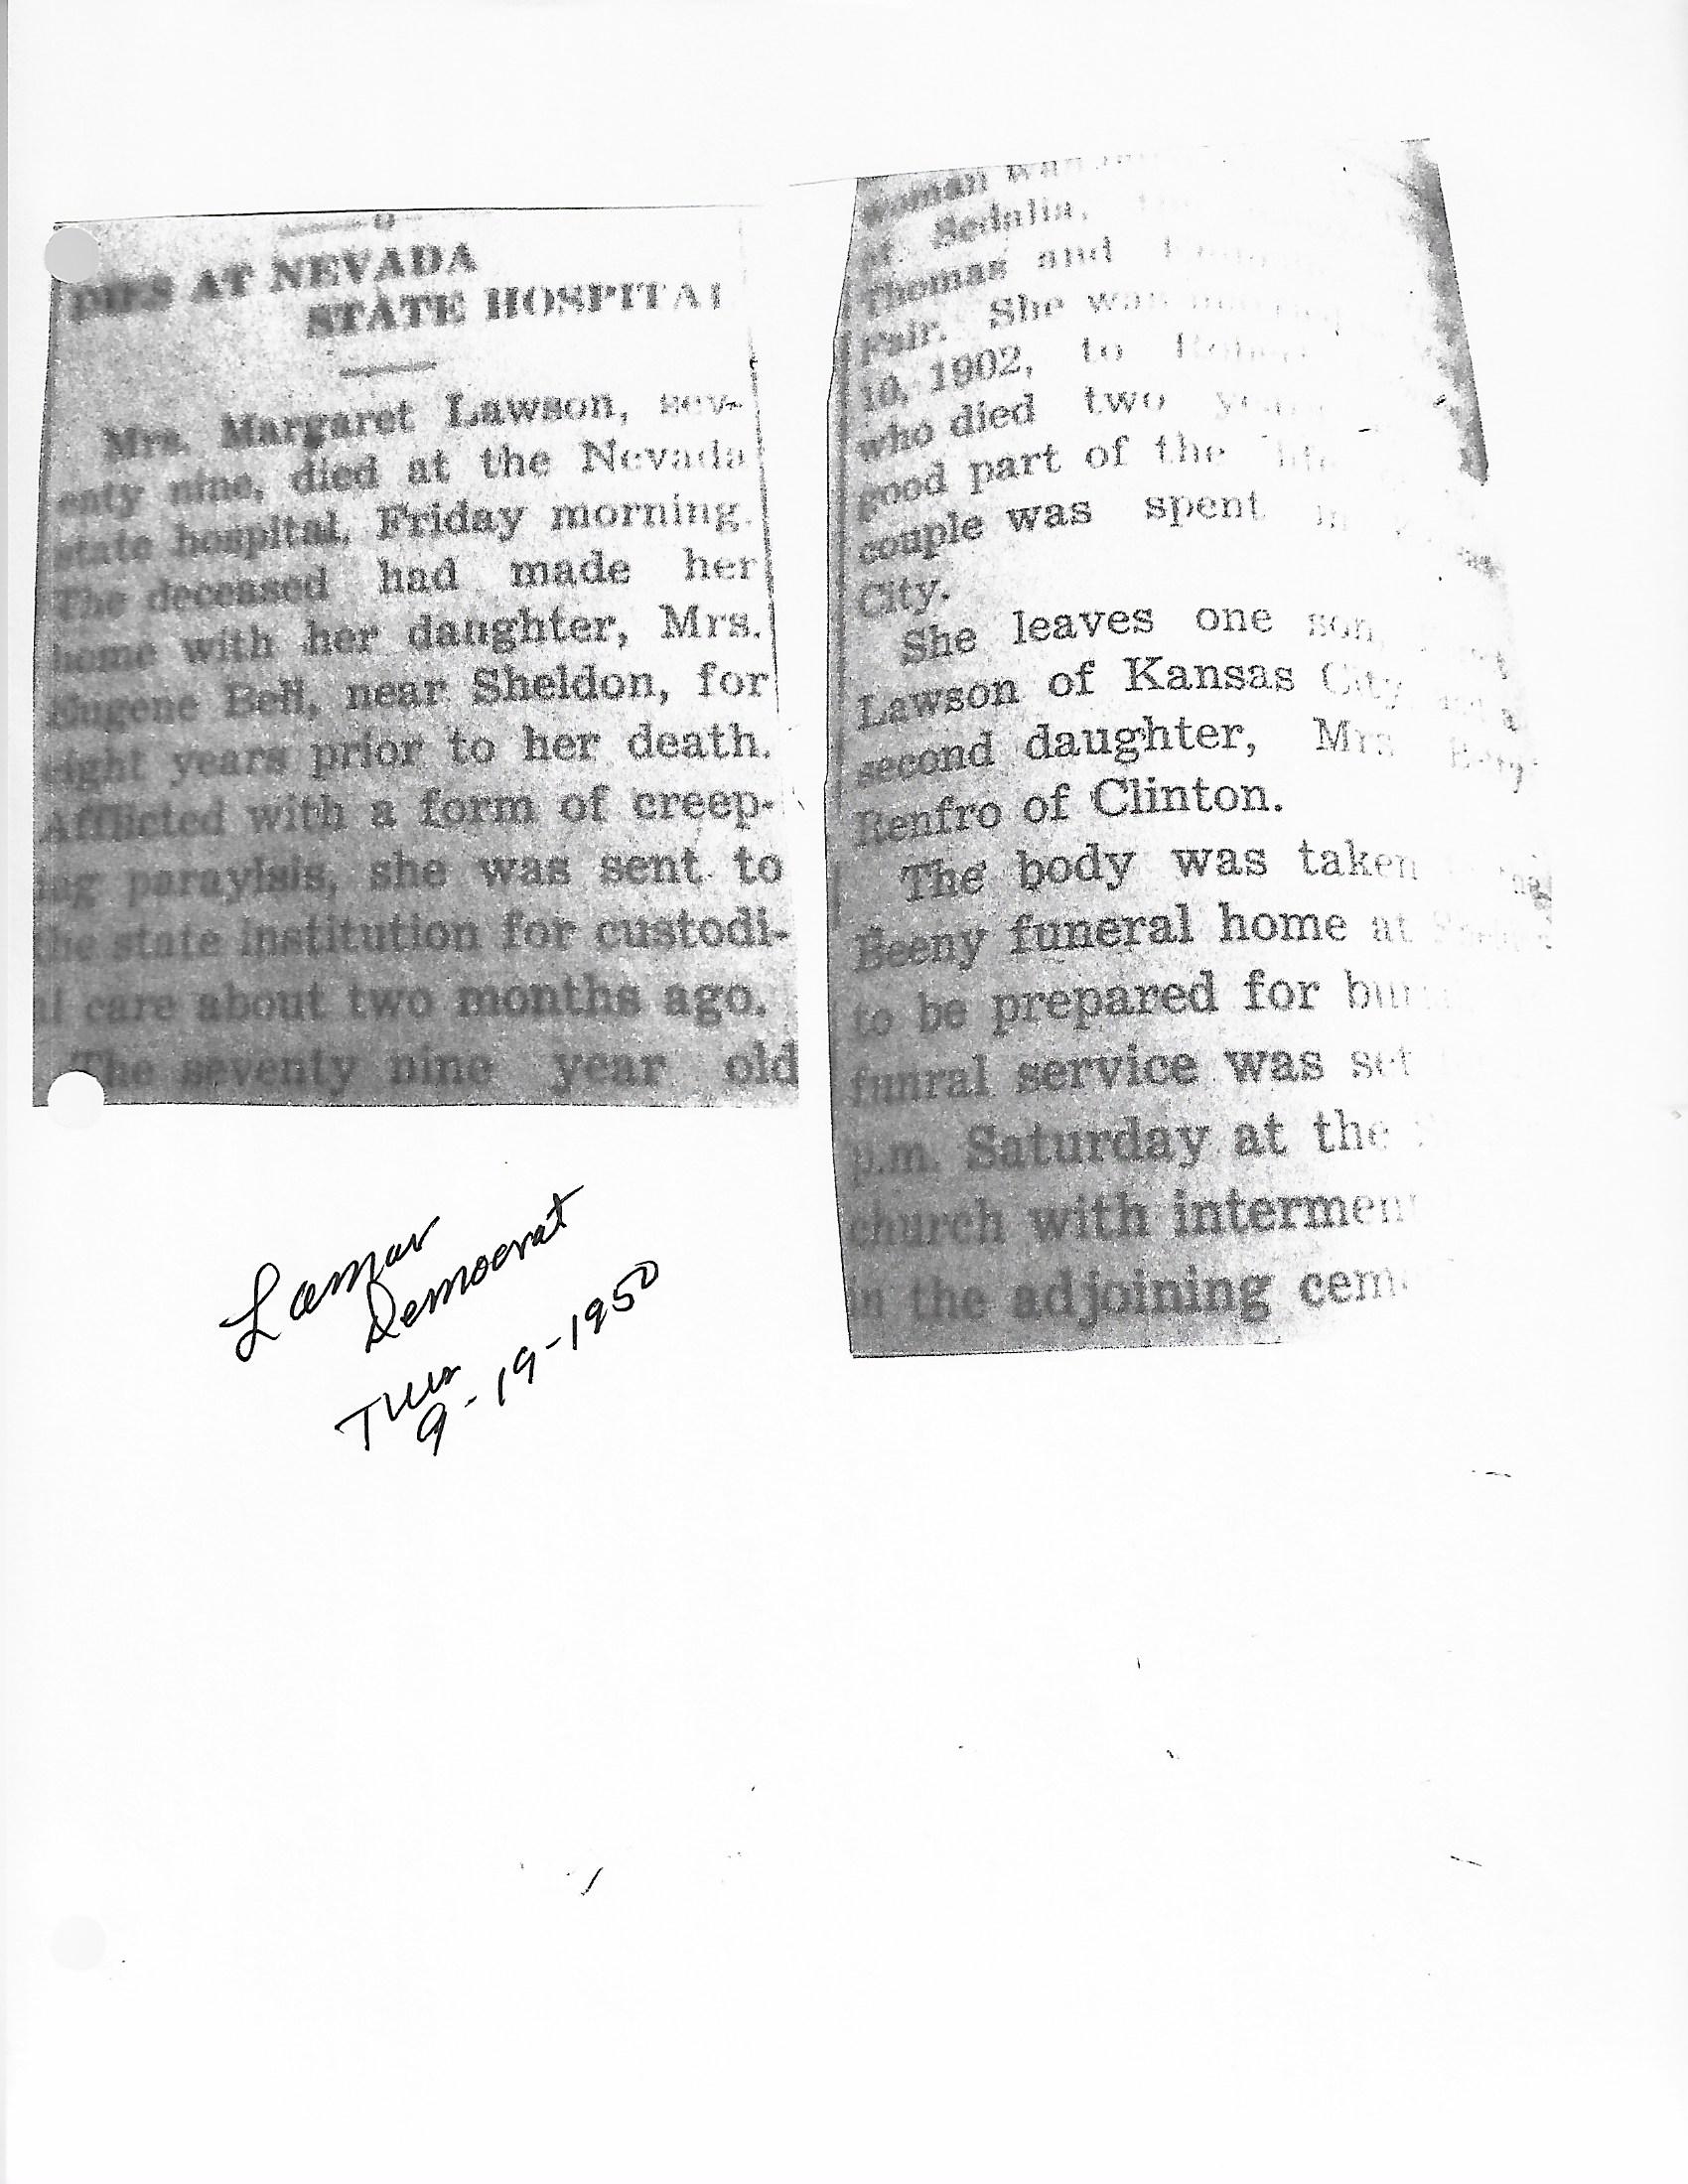 DIES AT NEVADA
STATE HOSPITAL
Mrs. Margaret Lawson, sev-
enty nine, died at the Nevada
state hospital, Friday morning.
The deceased had made her
home with her daughter, Mrs.
Eugene Bell, near Sheldon, for
eight years prior to her death.
Afflicted with a form of creep-
ing paraylsis, she was sent to
the state institution for custodi-
al care about two months ago.
The seventy nine year old
woman was
at Sedalia,
Thomas and
Fair. She was
10, 1902, to
who died two
good part of the
couple was spent in
City.
She leaves one son,
Lawson of Kansas City
second daughter, Mrs
Renfro of Clinton.
The body was taken
Beeny funeral home at
to be prepared for
funral service was set
p.m. Saturday at the
church with interment
in the adjoining
Lamar
Democrat
Tues
9-19-1950